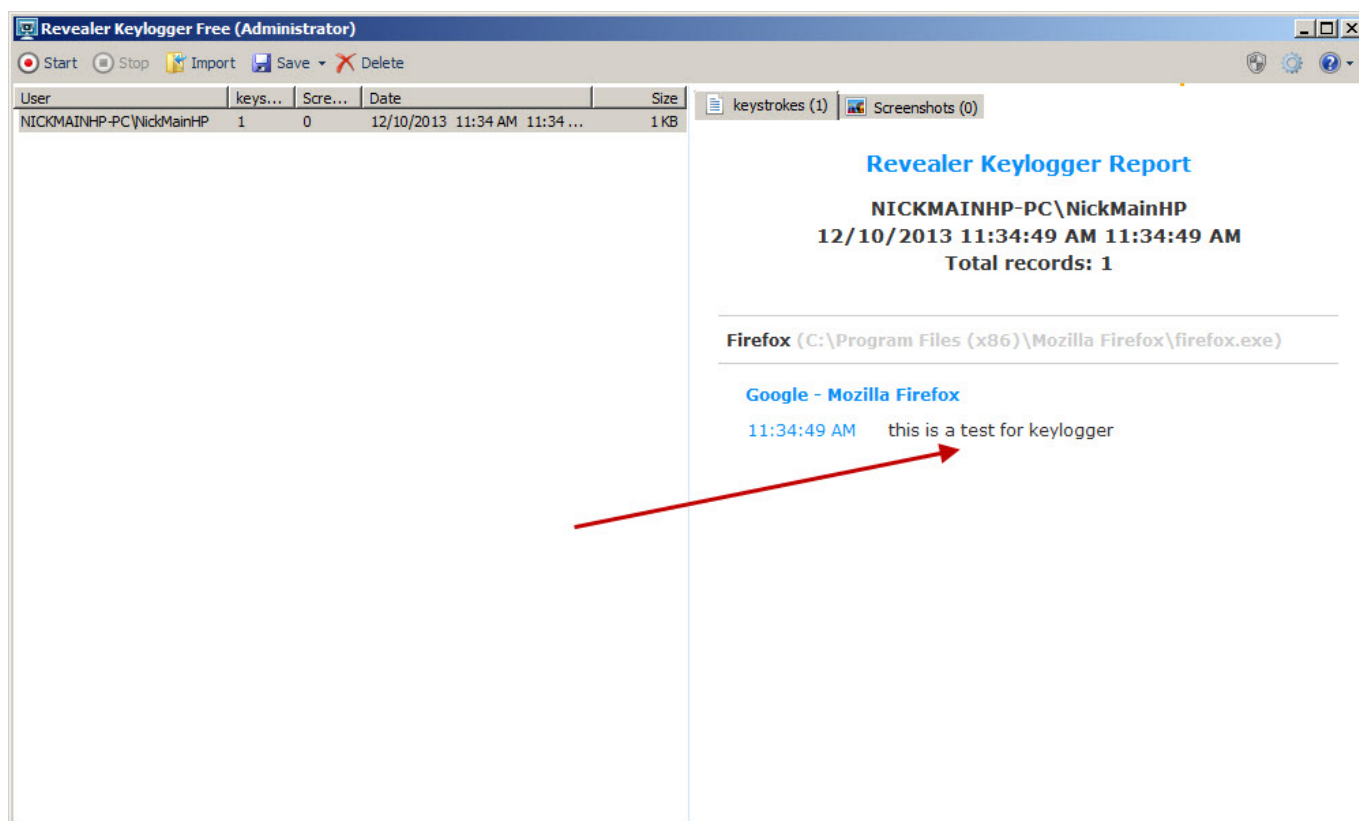 Revealer Keylogger Free (Administrator)
Start Stop Import Save Delete
User keys... Scre... Date Size
NICKMAINHP-PC\NickMainHP 1 0 12/10/2013 11:34 AM 11:34 ... 1 KB
keystrokes (1) Screenshots (0)
Revealer Keylogger Report
NICKMAINHP-PC\NickMainHP
12/10/2013 11:34:49 AM 11:34:49 AM
Total records: 1
Firefox (C:\Program Files (x86)\Mozilla Firefox\firefox.exe)
Google - Mozilla Firefox
11:34:49 AM this is a test for keylogger